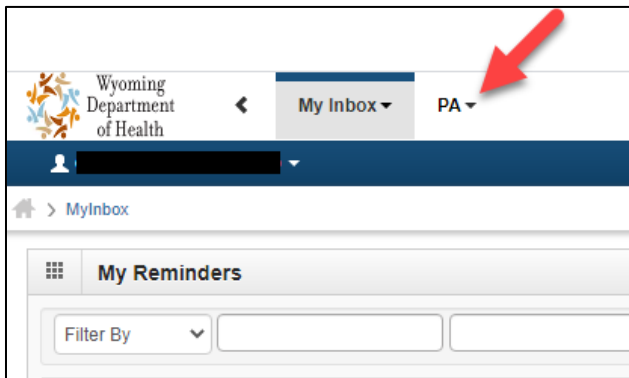 Wyoming
Department
of Health
My Inbox
PA
MyInbox
My Reminders
Filter By